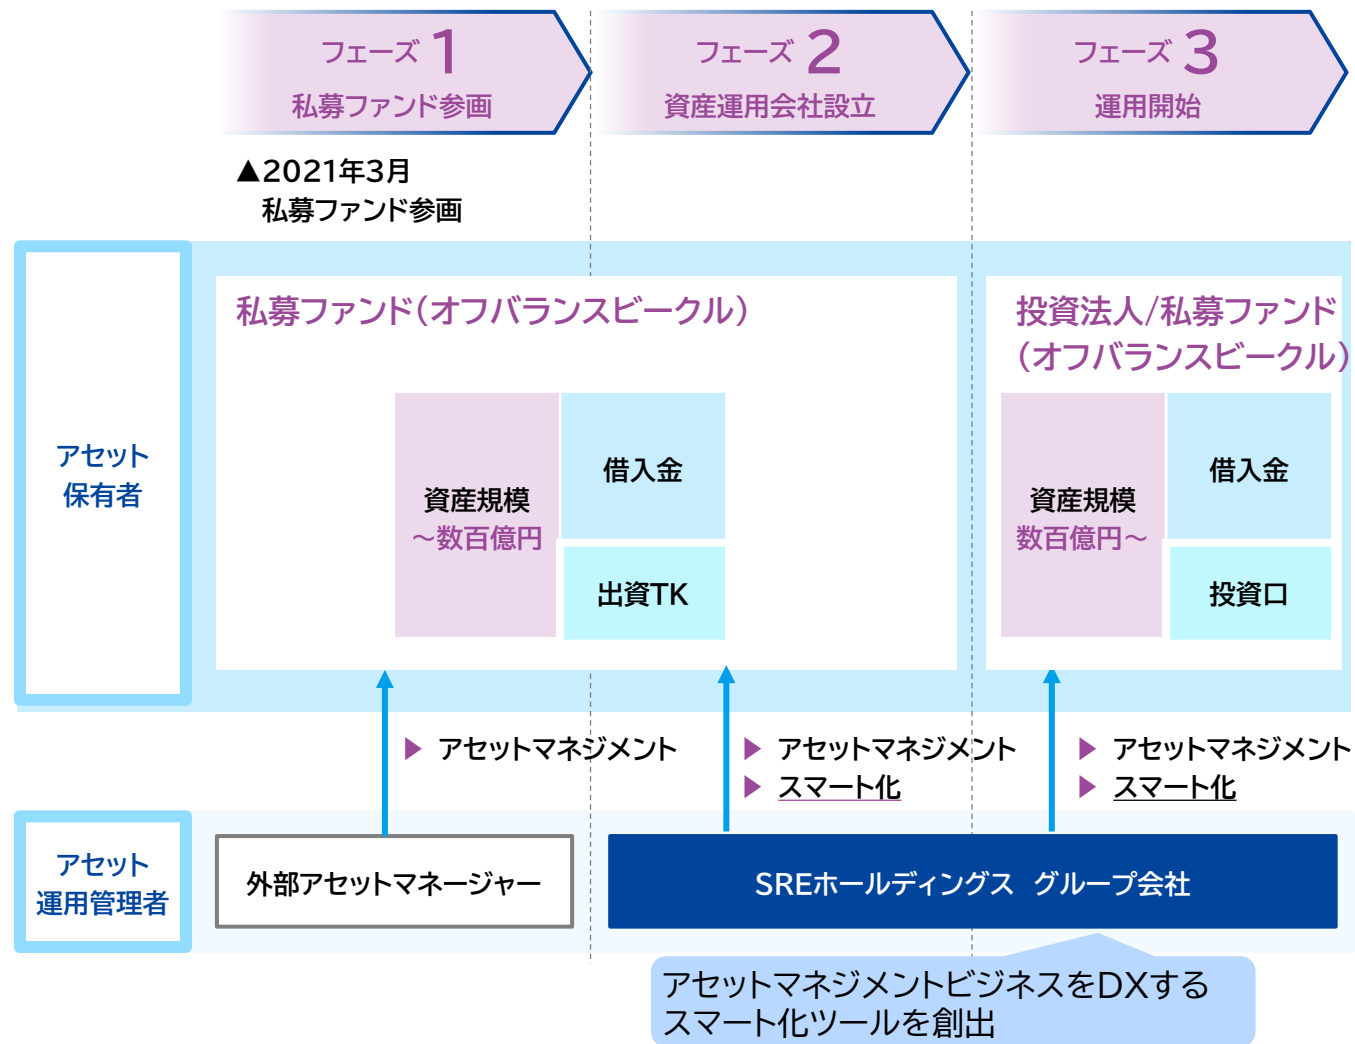 フェーズ 1
私募ファンド参画
フェーズ 2
資産運用会社設立
フェーズ 3
運用開始
▲2021年3月
私募ファンド参画
アセット
保有者
私募ファンド(オフバランスビークル)
資産規模
～数百億円
借入金
出資TK
投資法人/私募ファンド
(オフバランスビークル)
資産規模
数百億円～
借入金
投資口
▶ アセットマネジメント
▶ アセットマネジメント
▶ スマート化
▶ アセットマネジメント
▶ スマート化
アセット
運用管理者
外部アセットマネージャー
SREホールディングス グループ会社
アセットマネジメントビジネスをDXする
スマート化ツールを創出